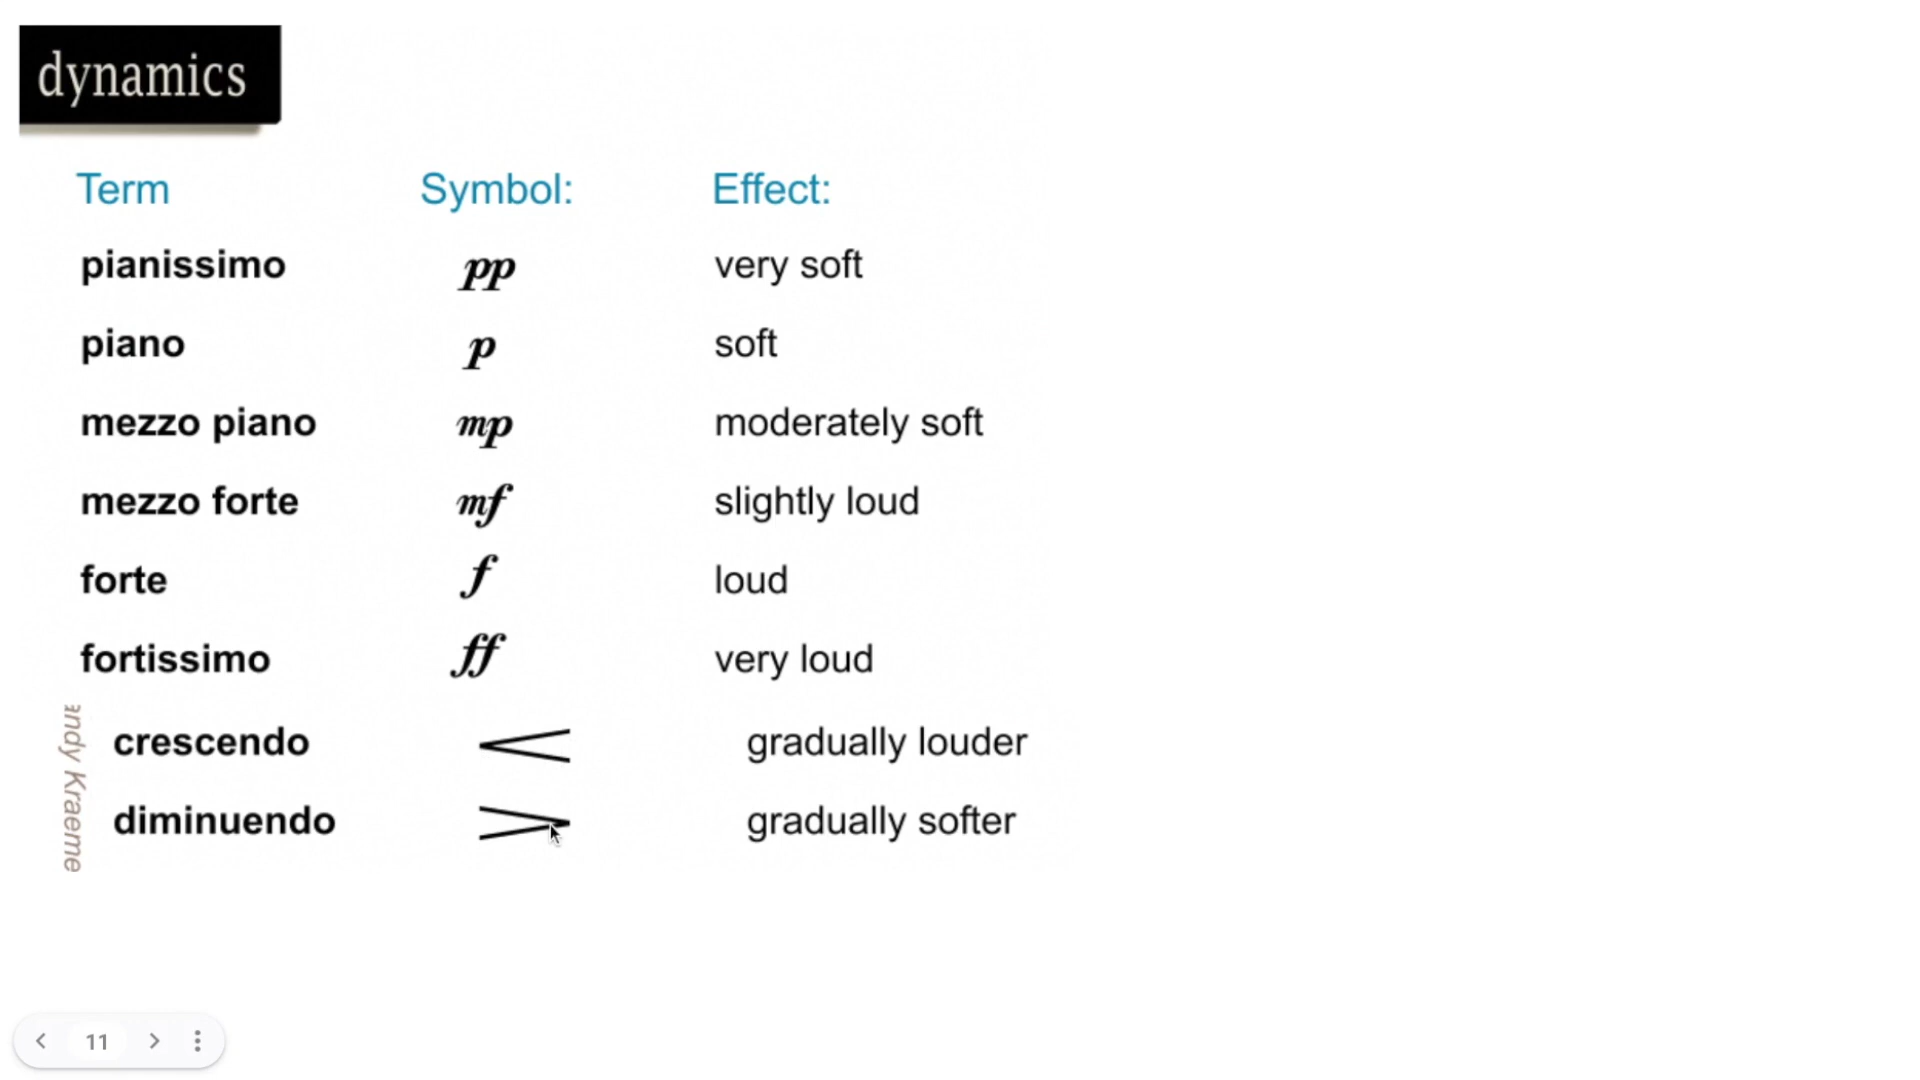 dynamics
Term Symbol: Effect:
pianissimo pp very soft
piano p soft
mezzo piano mp moderately soft
mezzo forte mf slightly loud
forte f loud
fortissimo ff very loud
crescendo gradually louder
diminuendo gradually softer
Kraeme
11